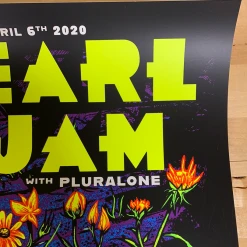 RIL 6TH 2020
EARL
JAM
WITH PLURALONE